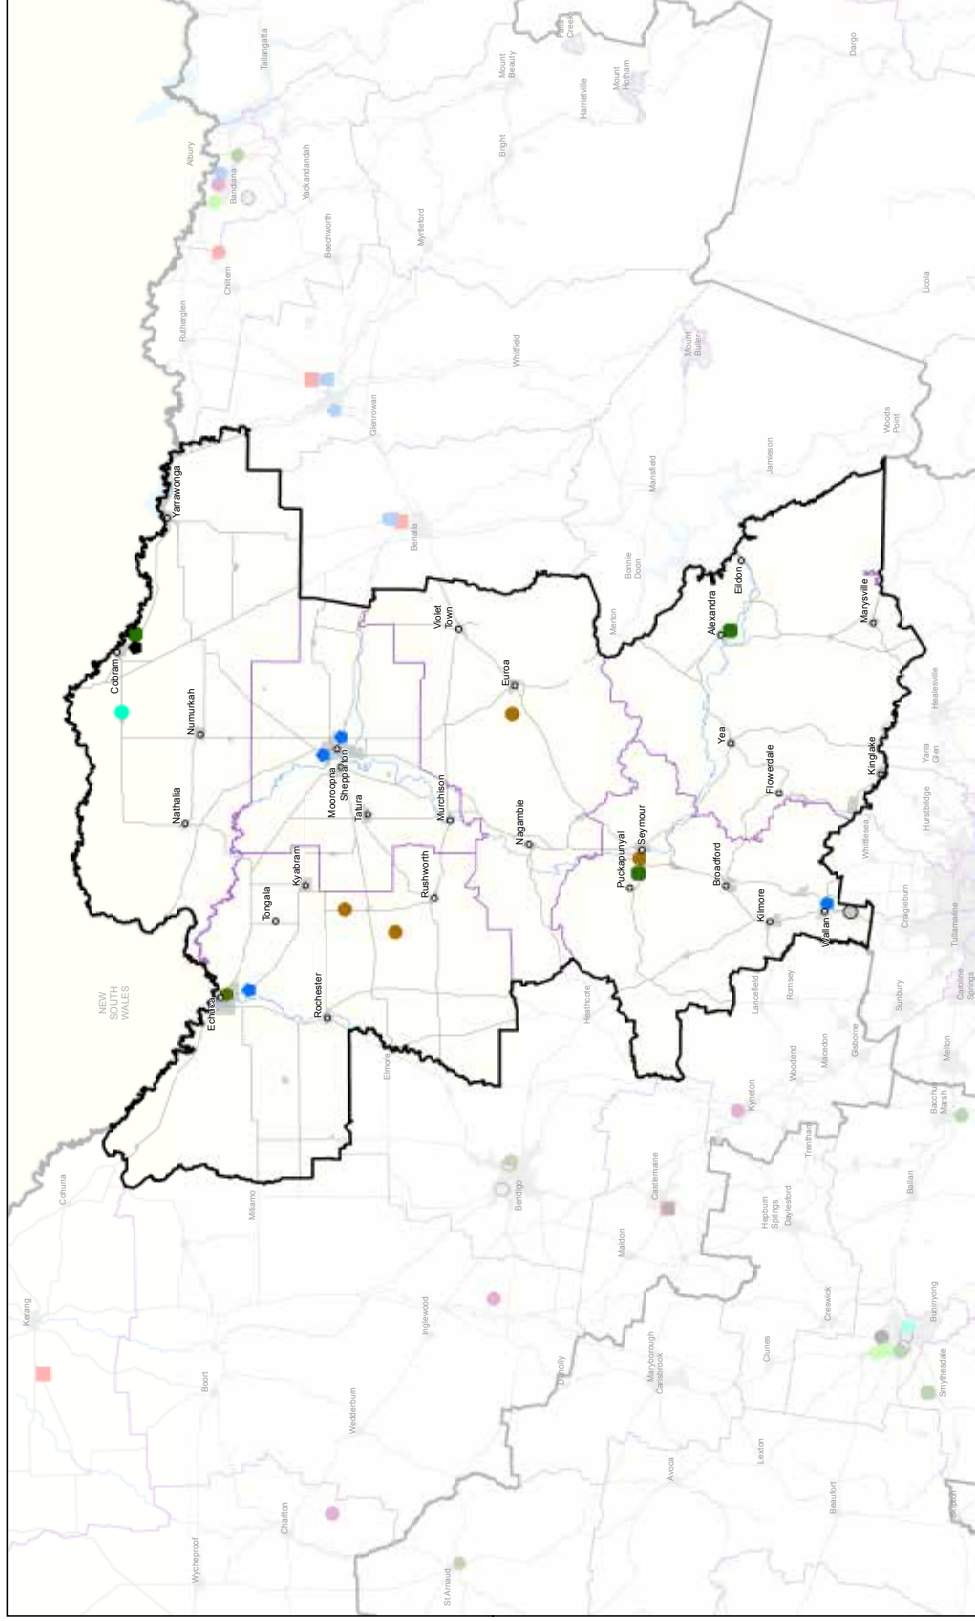 Tallangatta
Albury
Bandiana
Yackandandah
Mount
Beauty
Falls
Creek
Mount
Hotham
Harrietville
Dargo
Bright
Chiltern
Rutherglen
Beechworth
Myrtleford
Licola
Whitfield
Mount
Buller
Glenrowan
Woods
Point
Yarrawonga
Mansfield
Jamieson
Benalla
Bonnie
Doon
Eildon
Alexandra
Marysville
Merton
Violet
Town
Cobram
Euroa
Healesville
Numurkah
Yea
Yarra
Glen
Kinglake
Mooroopna
Shepparton
Flowerdale
Nathalia
Tatura
Murchison
Hurstbridge
Nagambie
Seymour
Puckapunyal
Whittlesea
Kyabram
Rushworth
Broadford
Tongala
Kilmore
Wallan
Craigieburn
Tullamarine
NEW
SOUTH
WALES
Echuca
Rochester
Heathcote
Lancefield
Romsey
Sunbury
Caroline
Springs
Elmore
Woodend
Macedon
Gisborne
Melton
Kyneton
Bacchus
Marsh
Cohuna
Mitiamo
Bendigo
Castlemaine
Trentham
Maldon
Hepburn
Springs
Daylesford
Ballan
Kerang
Inglewood
Creswick
Buninyong
Boort
Dunolly
Maryborough
Carisbrook
Clunes
Smythesdale
Wedderburn
Avoca
Lexton
Beaufort
Skipton
Charlton
Wycheproof
St Arnaud